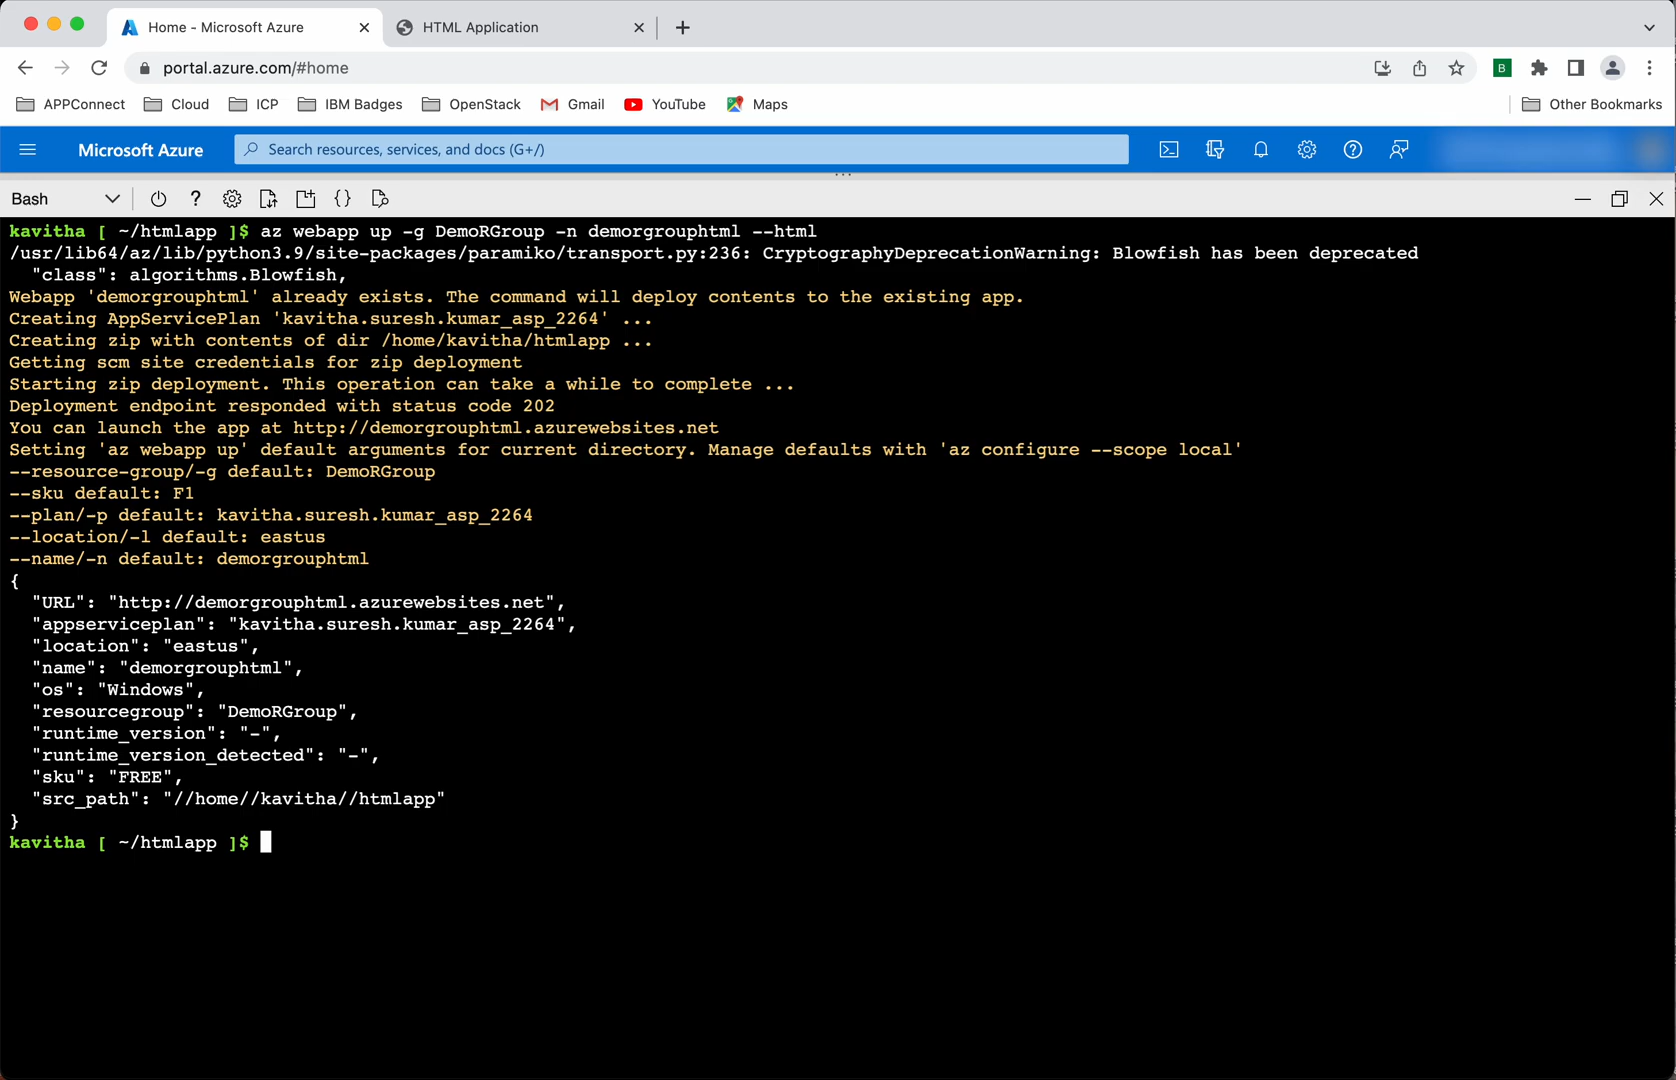 Home - Microsoft Azure
HTML Application
portal.azure.com/#home
B
APPConnect
Cloud
ICP
IBM Badges
OpenStack
Gmail
YouTube
Maps
Other Bookmarks
Microsoft Azure
Search resources, services, and docs (G+/)
Bash
kavitha [ ~/htmlapp ]$ az webapp up -g DemoRGroup -n demorgrouphtml --html
/usr/lib64/az/lib/python3.9/site-packages/paramiko/transport.py:236: CryptographyDeprecationWarning: Blowfish has been deprecated
"class": algorithms.Blowfish,
Webapp 'demorgrouphtml' already exists. The command will deploy contents to the existing app.
Creating AppServicePlan 'kavitha.suresh.kumar_asp_2264' ...
Creating zip with contents of dir /home/kavitha/htmlapp ...
Getting scm site credentials for zip deployment
Starting zip deployment. This operation can take a while to complete ...
Deployment endpoint responded with status code 202
You can launch the app at http://demorgrouphtml.azurewebsites.net
Setting 'az webapp up' default arguments for current directory. Manage defaults with 'az configure --scope local'
--resource-group/-g default: DemoRGroup
--sku default: F1
--plan/-p default: kavitha.suresh.kumar_asp_2264
--location/-l default: eastus
--name/-n default: demorgrouphtml
{
"URL": "http://demorgrouphtml.azurewebsites.net",
"appserviceplan": "kavitha.suresh.kumar_asp_2264",
"location": "eastus",
"name": "demorgrouphtml",
"os": "Windows",
"resourcegroup": "DemoRGroup",
"runtime_version": "-",
"runtime_version_detected": "-",
"sku": "FREE",
"src_path": "//home//kavitha//htmlapp"
}
kavitha [ ~/htmlapp ]$